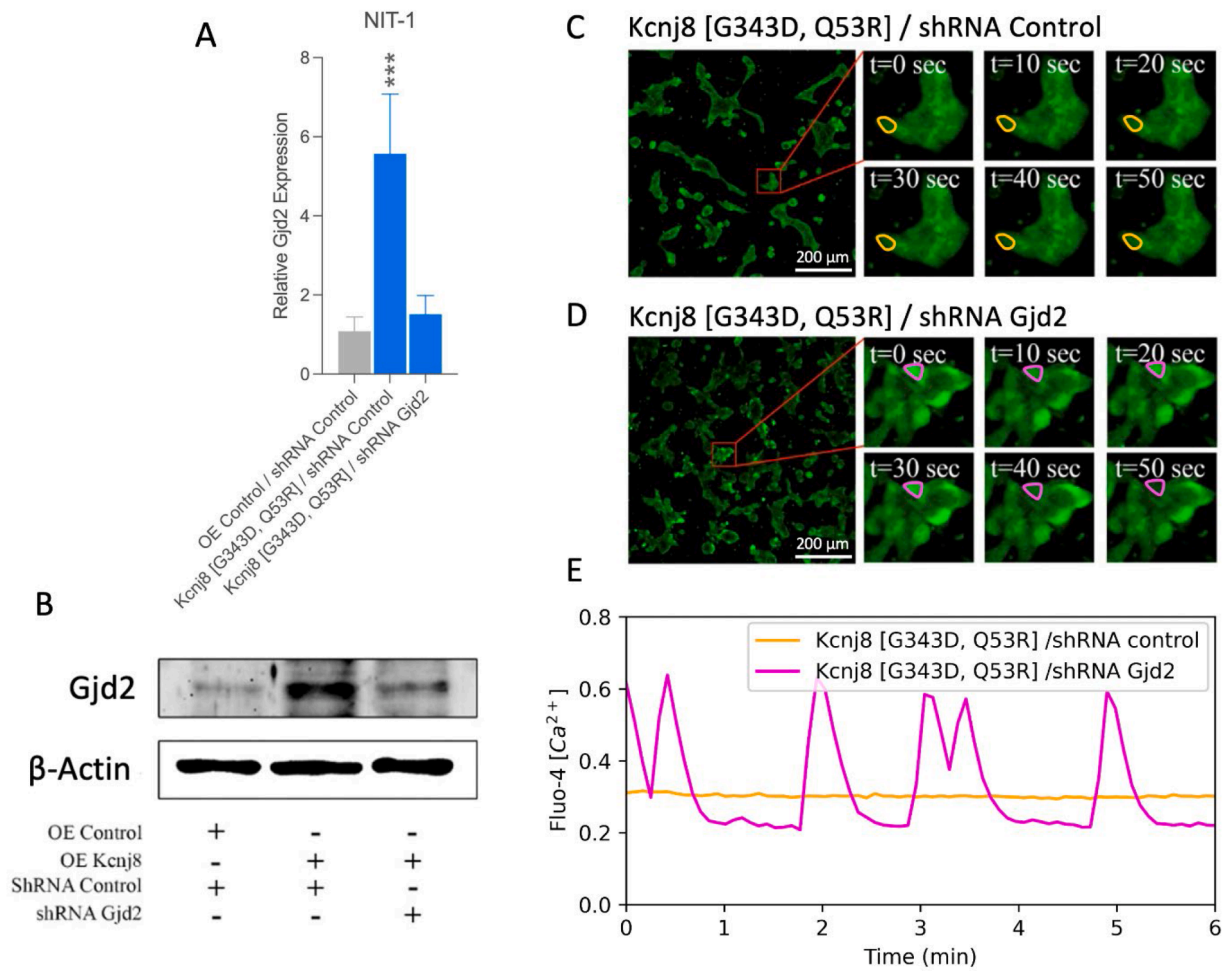 A
NIT-1
Relative Gjd2 Expression
8
6
4
2
0
***
OE Control / shRNA Control
Kcnj8 [G343D, Q53R] / shRNA Control
Kcnj8 [G343D, Q53R] / shRNA Gjd2
B
Gjd2
β-Actin
OE Control + - -
OE Kcnj8 - + +
ShRNA Control + + -
shRNA Gjd2 - - +
C Kcnj8 [G343D, Q53R] / shRNA Control
200 μm
t=0 sec t=10 sec t=20 sec
t=30 sec t=40 sec t=50 sec
D Kcnj8 [G343D, Q53R] / shRNA Gjd2
200 μm
t=0 sec t=10 sec t=20 sec
t=30 sec t=40 sec t=50 sec
E
Fluo-4 [Ca²⁺]
0.8
0.6
0.4
0.2
0.0
Kcnj8 [G343D, Q53R] /shRNA control
Kcnj8 [G343D, Q53R] /shRNA Gjd2
0 1 2 3 4 5 6
Time (min)